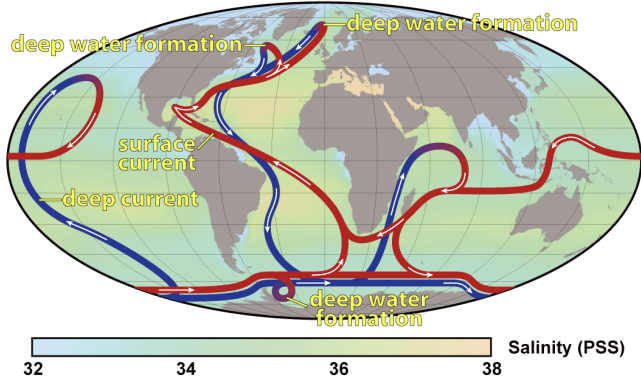 deep water formation
deep water formation
surface
current
deep current
deep water
formation
Salinity (PSS)
32
34
36
38